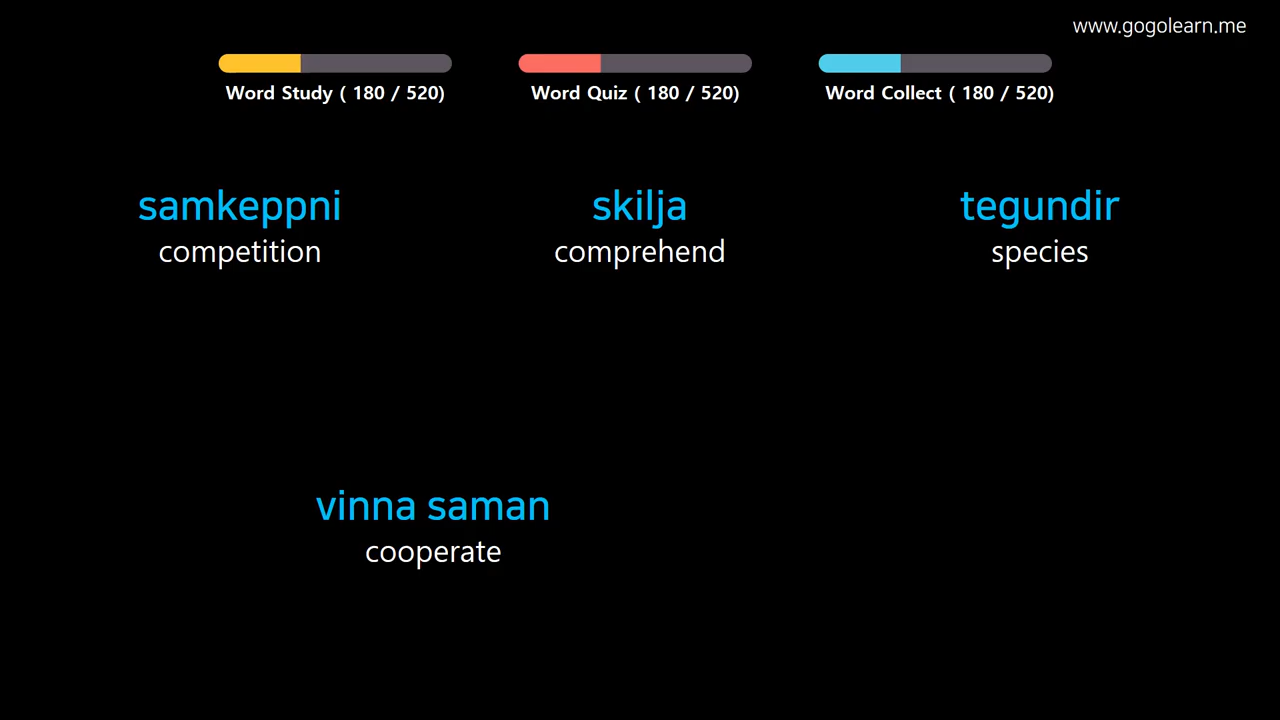 www.gogolearn.me
Word Study ( 180 / 520)
Word Quiz ( 180 / 520)
Word Collect ( 180 / 520)
samkeppni
competition
skilja
comprehend
tegundir
species
vinna saman
cooperate